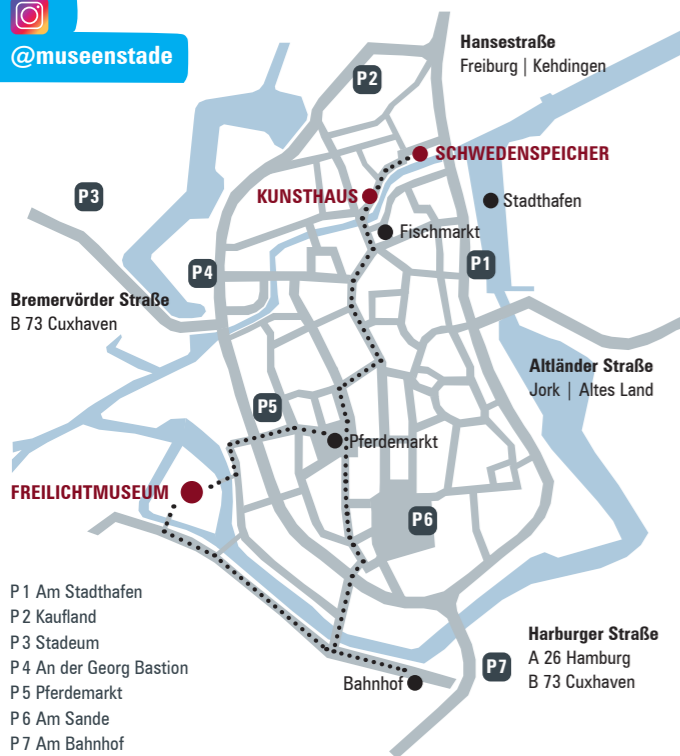 @museenstade
Hansestraße
Freiburg | Kehdingen
P2
SCHWEDENSPEICHER
P3
KUNSTHAUS
Stadthafen
Fischmarkt
P4
P1
Bremervörder Straße
B 73 Cuxhaven
Altländer Straße
Jork | Altes Land
P5
Pferdemarkt
FREILICHTMUSEUM
P6
P 1 Am Stadthafen
P 2 Kaufland
P 3 Stadeum
P 4 An der Georg Bastion
P 5 Pferdemarkt
P 6 Am Sande
P 7 Am Bahnhof
Bahnhof
P7
Harburger Straße
A 26 Hamburg
B 73 Cuxhaven